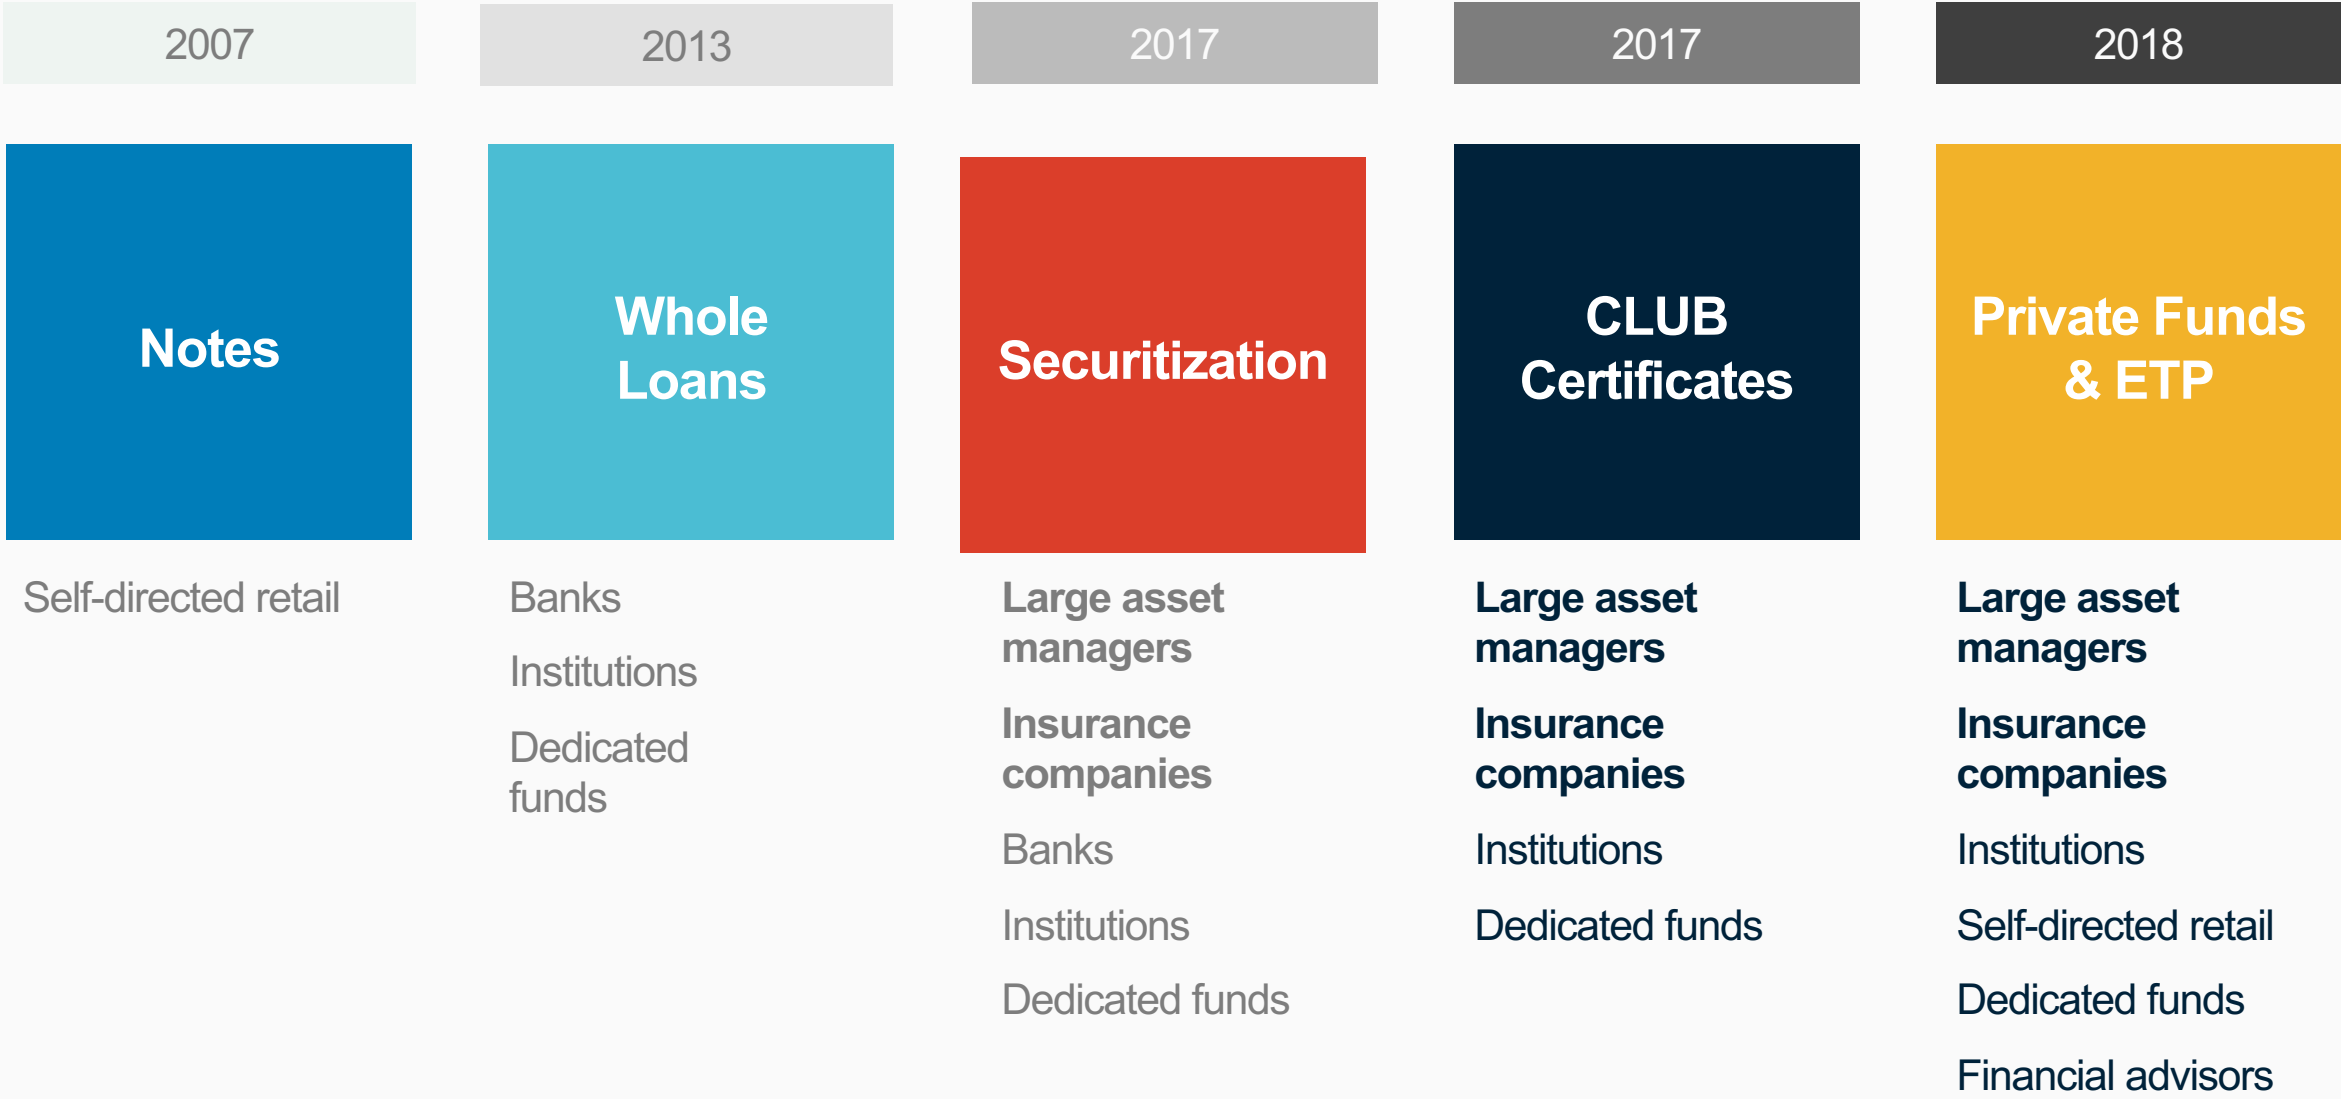 2007
2013
2017
2017
2018
Notes
Whole
Loans
Securitization
CLUB
Certificates
Private Funds
& ETP
Self-directed retail
Banks
Institutions
Dedicated
funds
Large asset
managers
Insurance
companies
Banks
Institutions
Dedicated funds
Large asset
managers
Insurance
companies
Institutions
Dedicated funds
Large asset
managers
Insurance
companies
Institutions
Self-directed retail
Dedicated funds
Financial advisors